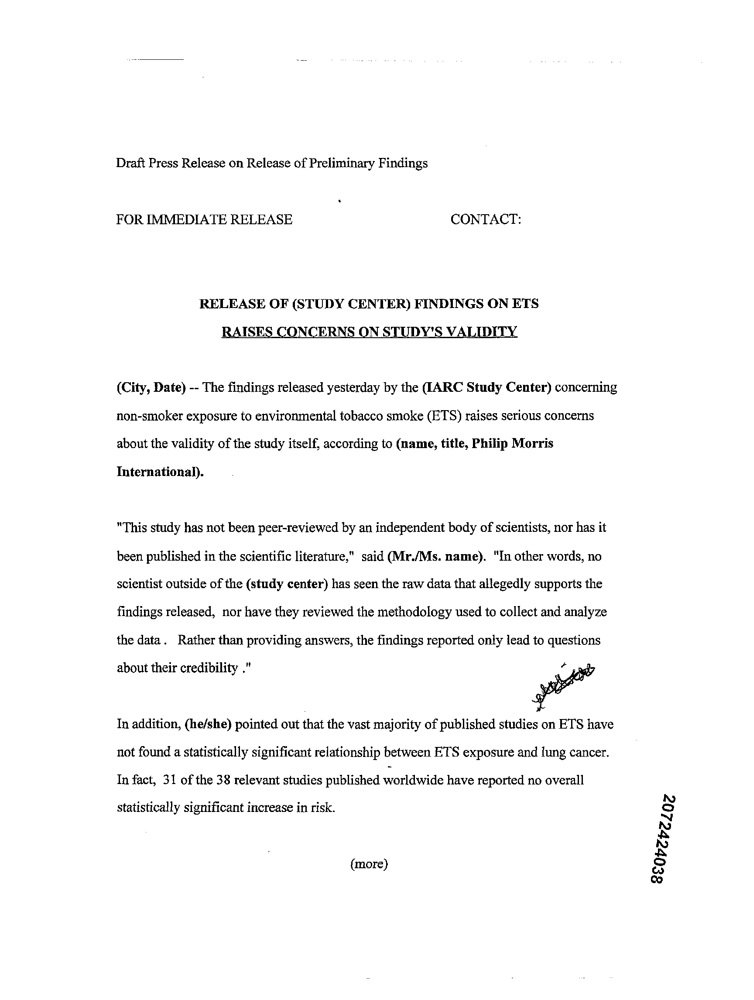 Draft Press Release on Release of Preliminary Findings
FOR IMMEDIATE RELEASE CONTACT:
RELEASE OF (STUDY CENTER) FINDINGS ON ETS
RAISES CONCERNS ON STUDY'S VALIDITY
(City, Date) -- The findings released yesterday by the (IARC Study Center) concerning
non-smoker exposure to environmental tobacco smoke (ETS) raises serious concerns
about the validity of the study itself, according to (name, title, Philip Morris
International).
"This study has not been peer-reviewed by an independent body of scientists, nor has it
been published in the scientific literature," said (Mr./Ms. name). "In other words, no
scientist outside of the (study center) has seen the raw data that allegedly supports the
findings released, nor have they reviewed the methodology used to collect and analyze
the data . Rather than providing answers, the findings reported only lead to questions
about their credibility ."
In addition, (he/she) pointed out that the vast majority of published studies on ETS have
not found a statistically significant relationship between ETS exposure and lung cancer.
In fact, 31 of the 38 relevant studies published worldwide have reported no overall
statistically significant increase in risk.
(more)
2072424038